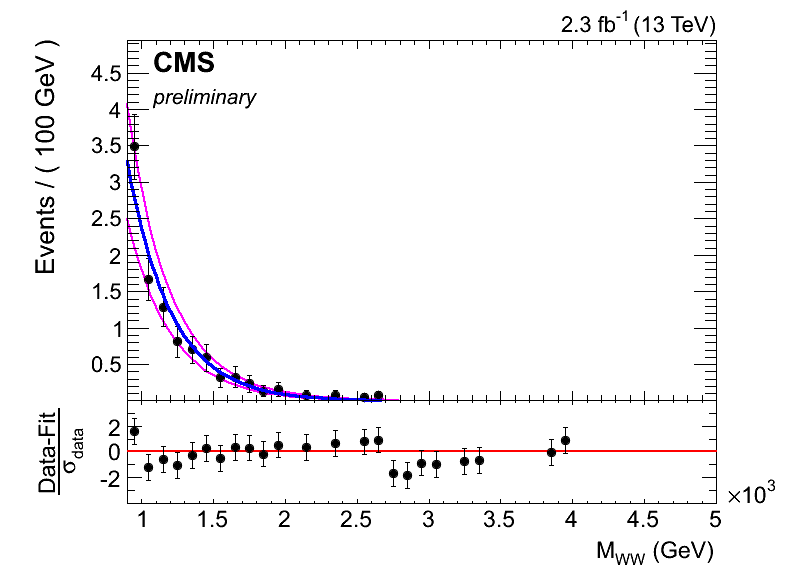 2.3 fb⁻¹ (13 TeV)
CMS
preliminary
Events / ( 100 GeV )
4.5
4
3.5
3
2.5
2
1.5
1
0.5
Data-Fit
σdata
2
0
-2
1 1.5 2 2.5 3 3.5 4 4.5 5
×10³
MWW (GeV)